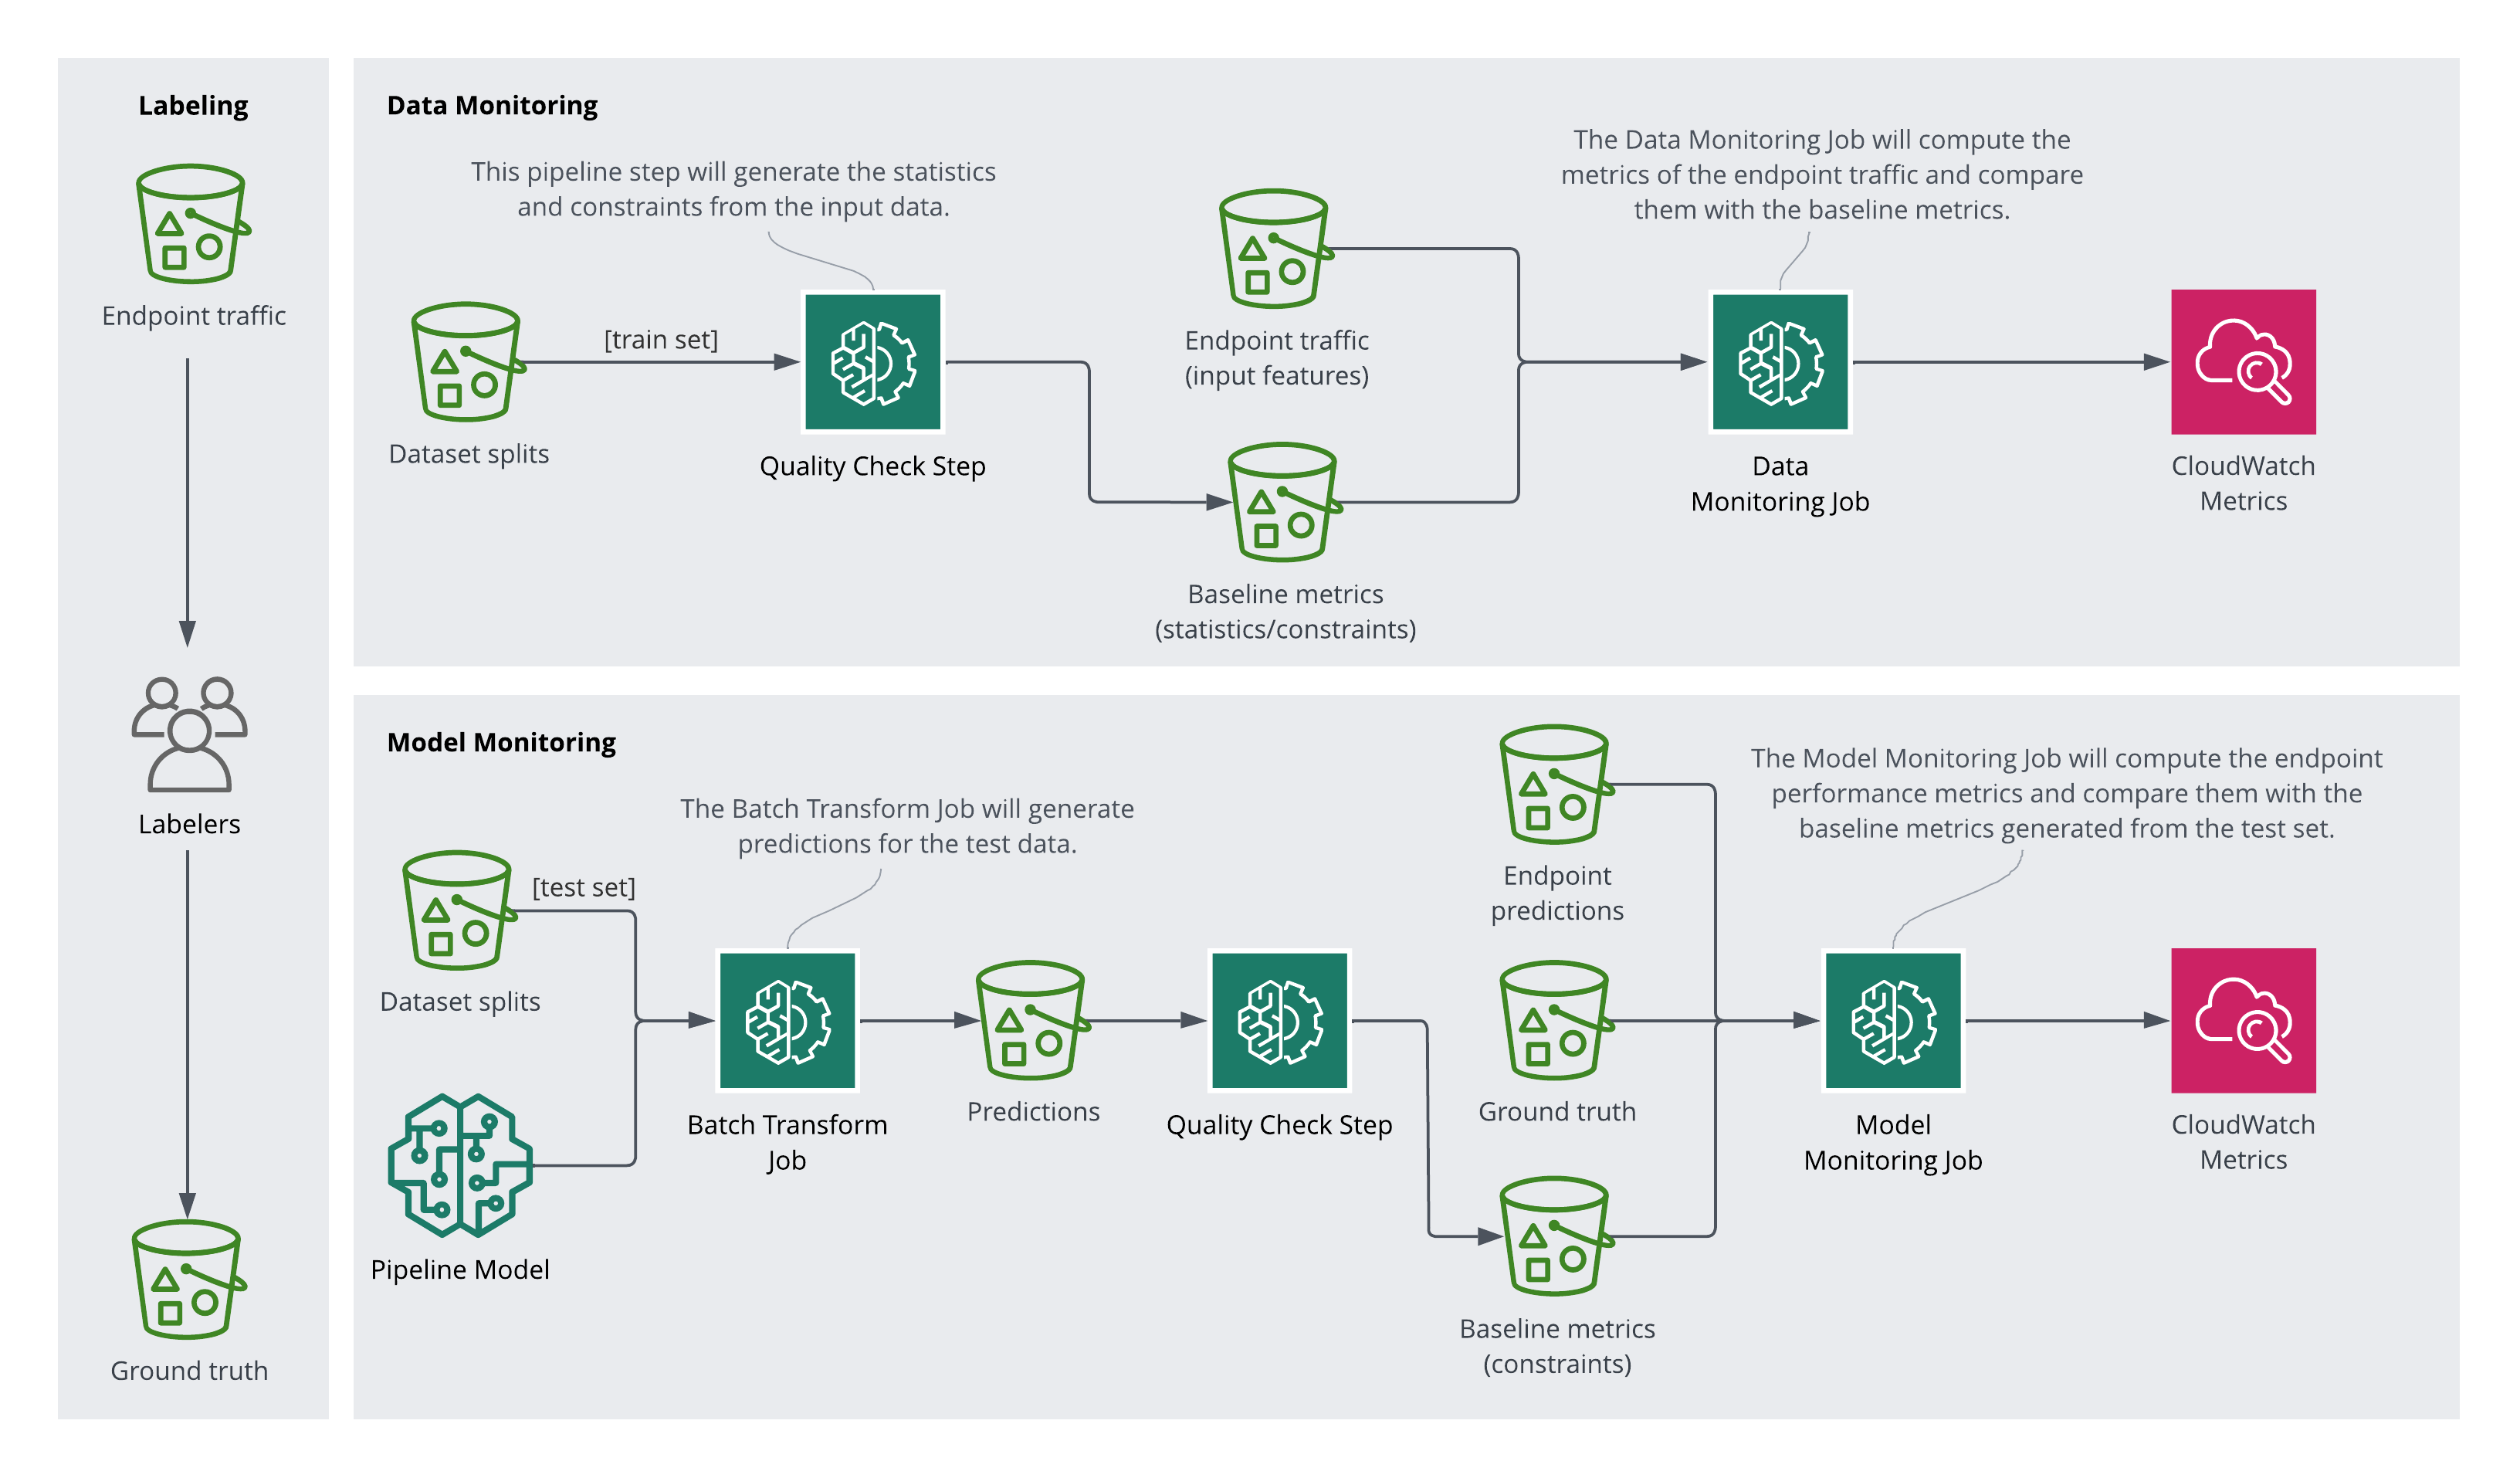 Labeling
Endpoint traffic
Labelers
Ground truth
Data Monitoring
This pipeline step will generate the statistics
and constraints from the input data.
The Data Monitoring Job will compute the
metrics of the endpoint traffic and compare
them with the baseline metrics.
Dataset splits
[train set]
Quality Check Step
Endpoint traffic
(input features)
Baseline metrics
(statistics/constraints)
Data
Monitoring Job
CloudWatch
Metrics
Model Monitoring
The Batch Transform Job will generate
predictions for the test data.
The Model Monitoring Job will compute the endpoint
performance metrics and compare them with the
baseline metrics generated from the test set.
[test set]
Dataset splits
Pipeline Model
Batch Transform
Job
Predictions
Quality Check Step
Endpoint
predictions
Ground truth
Baseline metrics
(constraints)
Model
Monitoring Job
CloudWatch
Metrics